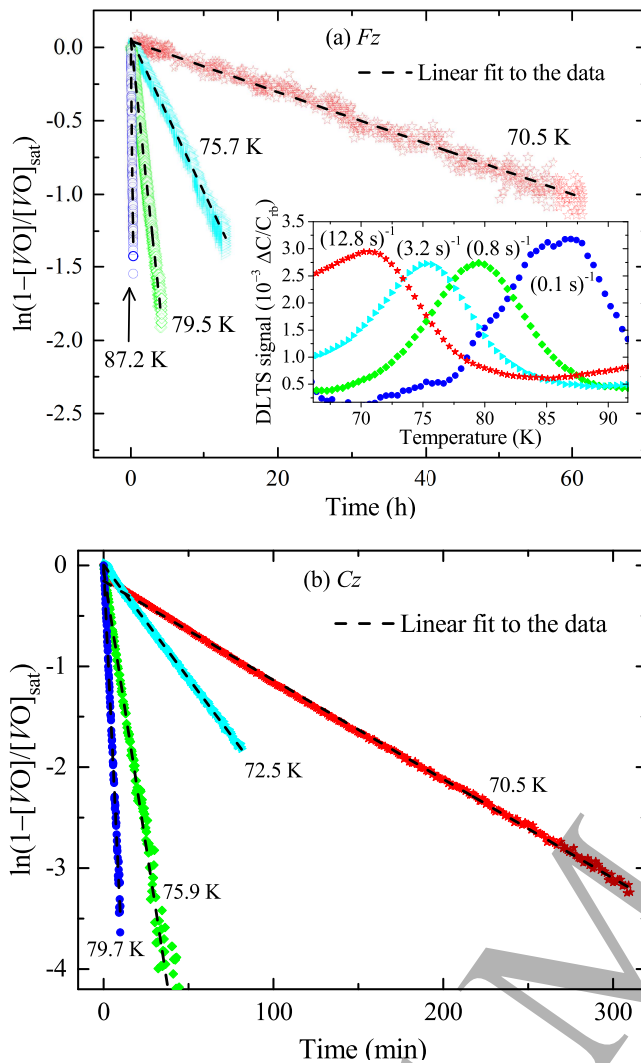 (a) Fz
Linear fit to the data
75.7 K
70.5 K
79.5 K
87.2 K
ln(1−[VO]/[VO]sat)
0.0
-0.5
-1.0
-1.5
-2.0
-2.5
0
20
40
60
Time (h)
DLTS signal (10⁻³ ΔC/Crb)
3.5
3.0
2.5
2.0
1.5
1.0
0.5
(12.8 s)⁻¹
(3.2 s)⁻¹
(0.8 s)⁻¹
(0.1 s)⁻¹
70
75
80
85
90
Temperature (K)
(b) Cz
Linear fit to the data
72.5 K
70.5 K
75.9 K
79.7 K
ln(1−[VO]/[VO]sat)
0
-1
-2
-3
-4
0
100
200
300
Time (min)
M